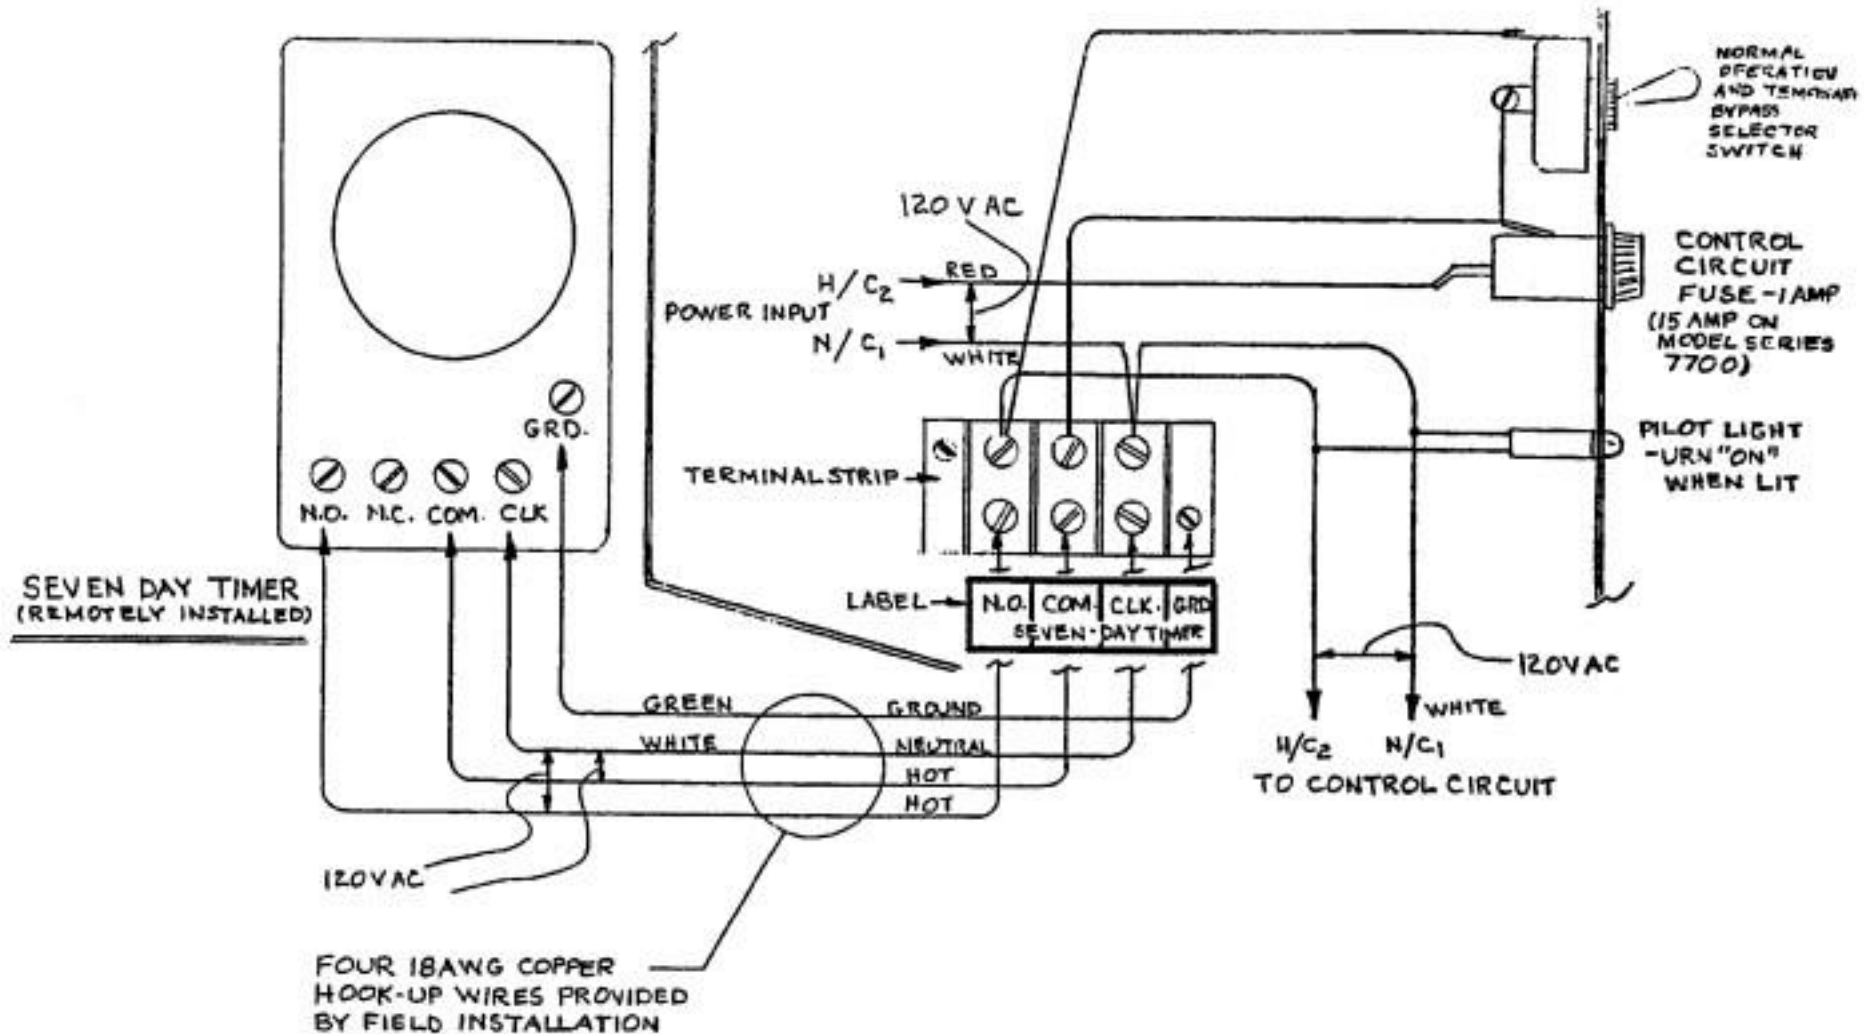 NORMAL
OPERATION
AND TEMPORARY
BYPASS
SELECTOR
SWITCH
120 V AC
RED
H/C2
POWER INPUT
N/C1
WHITE
CONTROL
CIRCUIT
FUSE-1 AMP
(15 AMP ON
MODEL SERIES
7700)
PILOT LIGHT
-URN "ON"
WHEN LIT
GRD.
N.O. N.C. COM. CLK
TERMINAL STRIP
SEVEN DAY TIMER
(REMOTELY INSTALLED)
LABEL
N.O. COM. CLK. GRD
SEVEN-DAY TIMER
120VAC
GREEN GROUND
WHITE NEUTRAL
HOT
HOT
WHITE
H/C2 N/C1
TO CONTROL CIRCUIT
120VAC
FOUR 18AWG COPPER
HOOK-UP WIRES PROVIDED
BY FIELD INSTALLATION